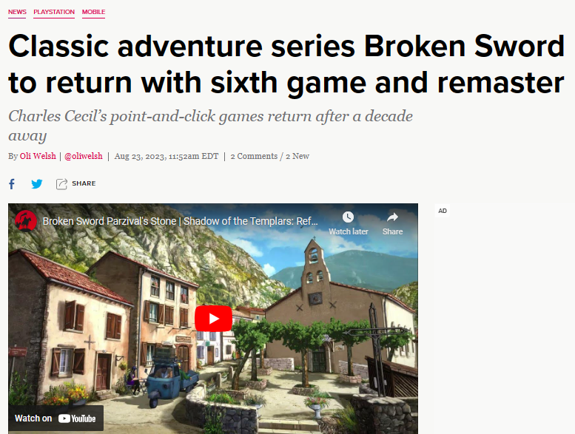 NEWS PLAYSTATION MOBILE
Classic adventure series Broken Sword
to return with sixth game and remaster
Charles Cecil's point-and-click games return after a decade
away
By Oli Welsh | @oliwelsh | Aug 23, 2023, 11:52am EDT | 2 Comments / 2 New
SHARE
AD
Broken Sword Parzival's Stone | Shadow of the Templars: Ref...
Watch later Share
Watch on YouTube